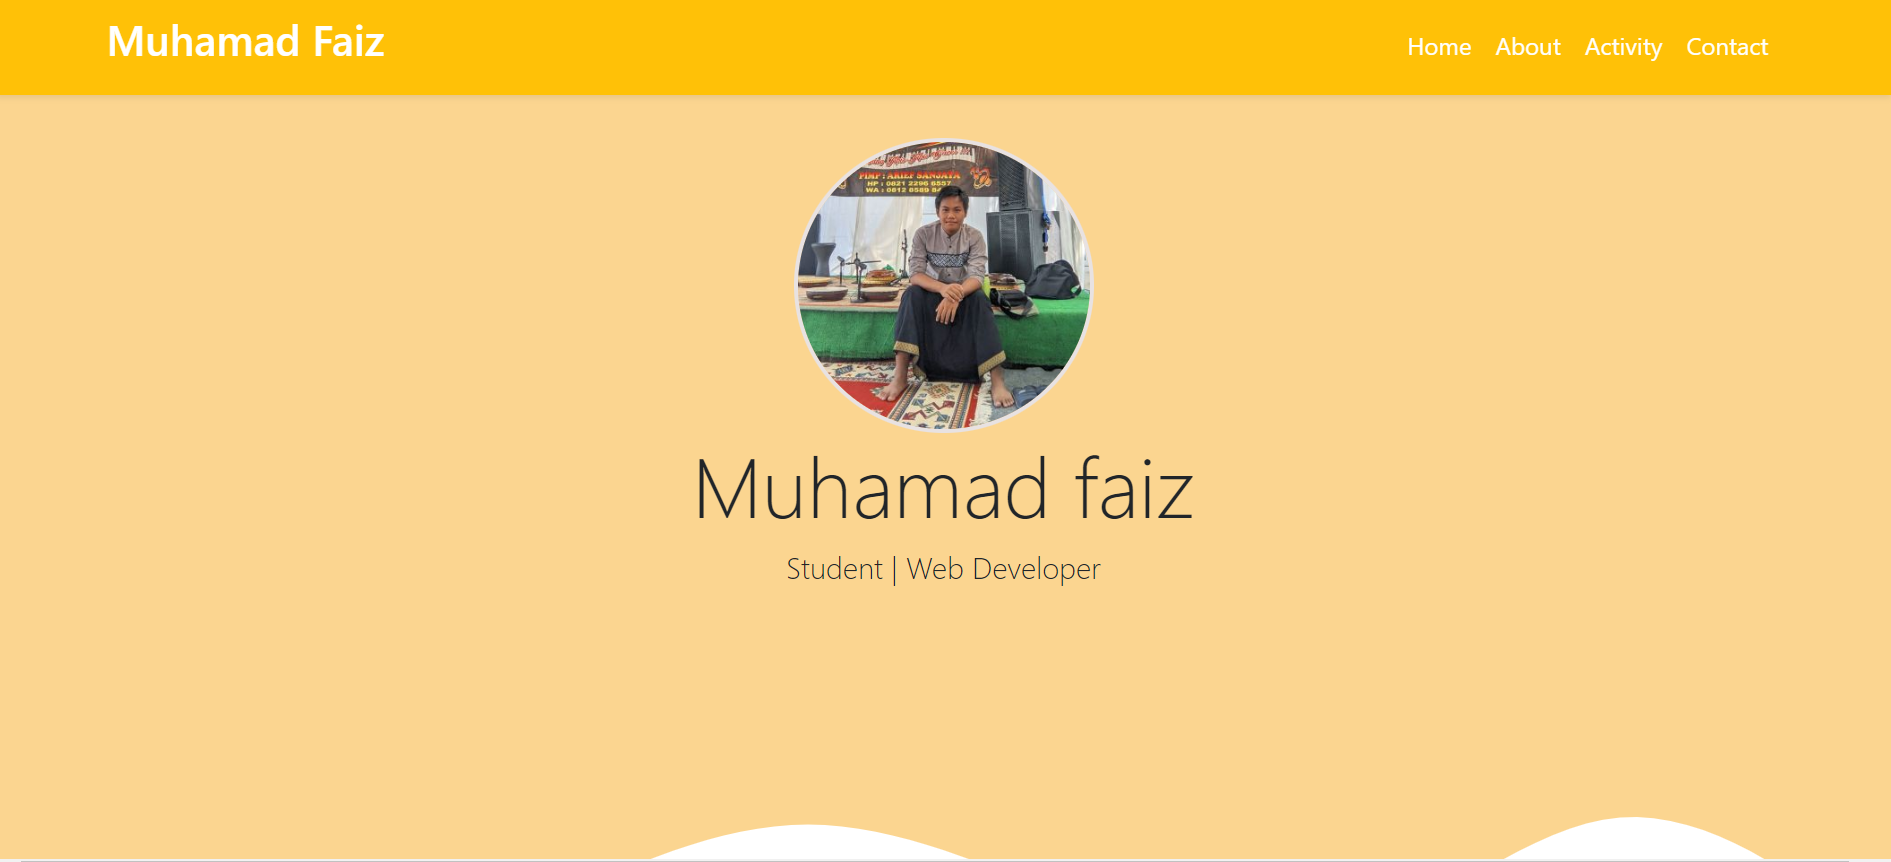 Muhamad Faiz
Home About Activity Contact
PIMP : ARIEF SANJAYA
HP : 0821 2296 6557
WA : 0812 8589
Muhamad faiz
Student | Web Developer